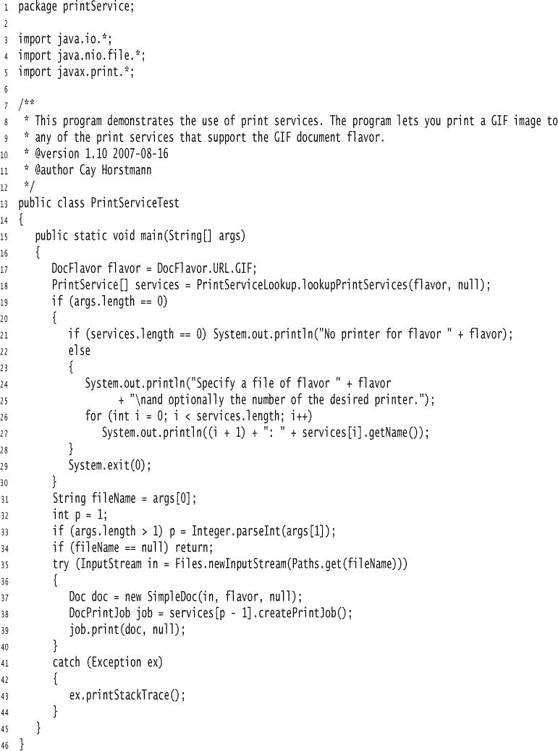 1 package printService;
2
3 import java.io.*;
4 import java.nio.file.*;
5 import javax.print.*;
6
7 /**
8  * This program demonstrates the use of print services. The program lets you print a GIF image to
9  * any of the print services that support the GIF document flavor.
10  * @version 1.10 2007-08-16
11  * @author Cay Horstmann
12  */
13 public class PrintServiceTest
14 {
15    public static void main(String[] args)
16    {
17       DocFlavor flavor = DocFlavor.URL.GIF;
18       PrintService[] services = PrintServiceLookup.lookupPrintServices(flavor, null);
19       if (args.length == 0)
20       {
21          if (services.length == 0) System.out.println("No printer for flavor " + flavor);
22          else
23          {
24             System.out.println("Specify a file of flavor " + flavor
25                   + "\nand optionally the number of the desired printer.");
26             for (int i = 0; i < services.length; i++)
27                System.out.println((i + 1) + ": " + services[i].getName());
28          }
29          System.exit(0);
30       }
31       String fileName = args[0];
32       int p = 1;
33       if (args.length > 1) p = Integer.parseInt(args[1]);
34       if (fileName == null) return;
35       try (InputStream in = Files.newInputStream(Paths.get(fileName)))
36       {
37          Doc doc = new SimpleDoc(in, flavor, null);
38          DocPrintJob job = services[p - 1].createPrintJob();
39          job.print(doc, null);
40       }
41       catch (Exception ex)
42       {
43          ex.printStackTrace();
44       }
45    }
46 }